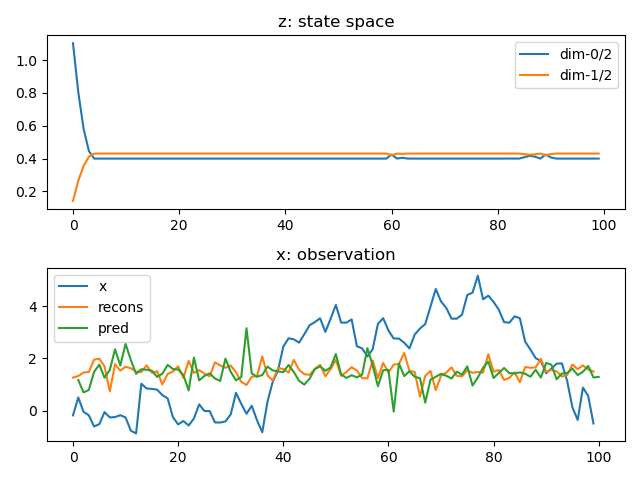 z: state space
1.0
0.8
0.6
0.4
0.2
dim-0/2
dim-1/2
0 20 40 60 80 100
x: observation
4
2
0
x
recons
pred
0 20 40 60 80 100